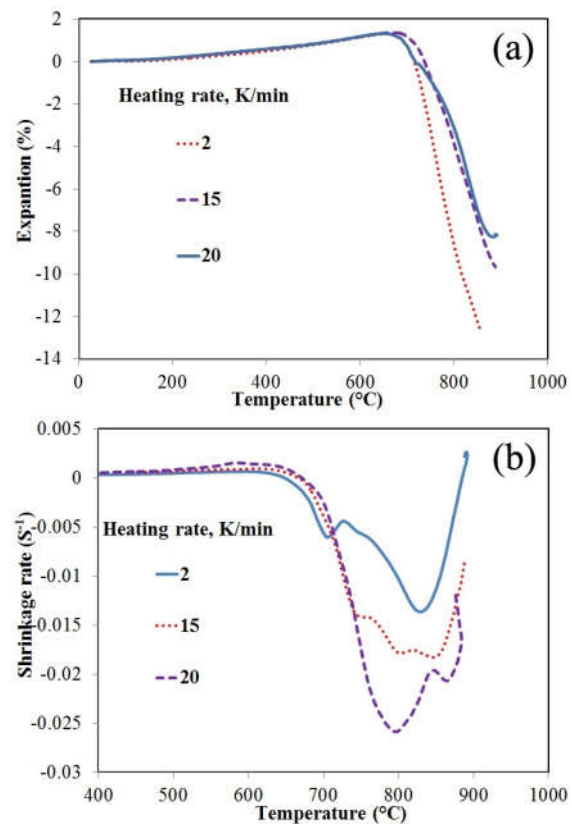 (a)
2
0
-2
-4
-6
-8
-10
-12
-14
Expantion (%)
Heating rate, K/min
2
15
20
0 200 400 600 800 1000
Temperature (°C)
(b)
0.005
0
-0.005
-0.01
-0.015
-0.02
-0.025
-0.03
Shrinkage rate (S⁻¹)
Heating rate, K/min
2
15
20
400 500 600 700 800 900 1000
Temperature (°C)